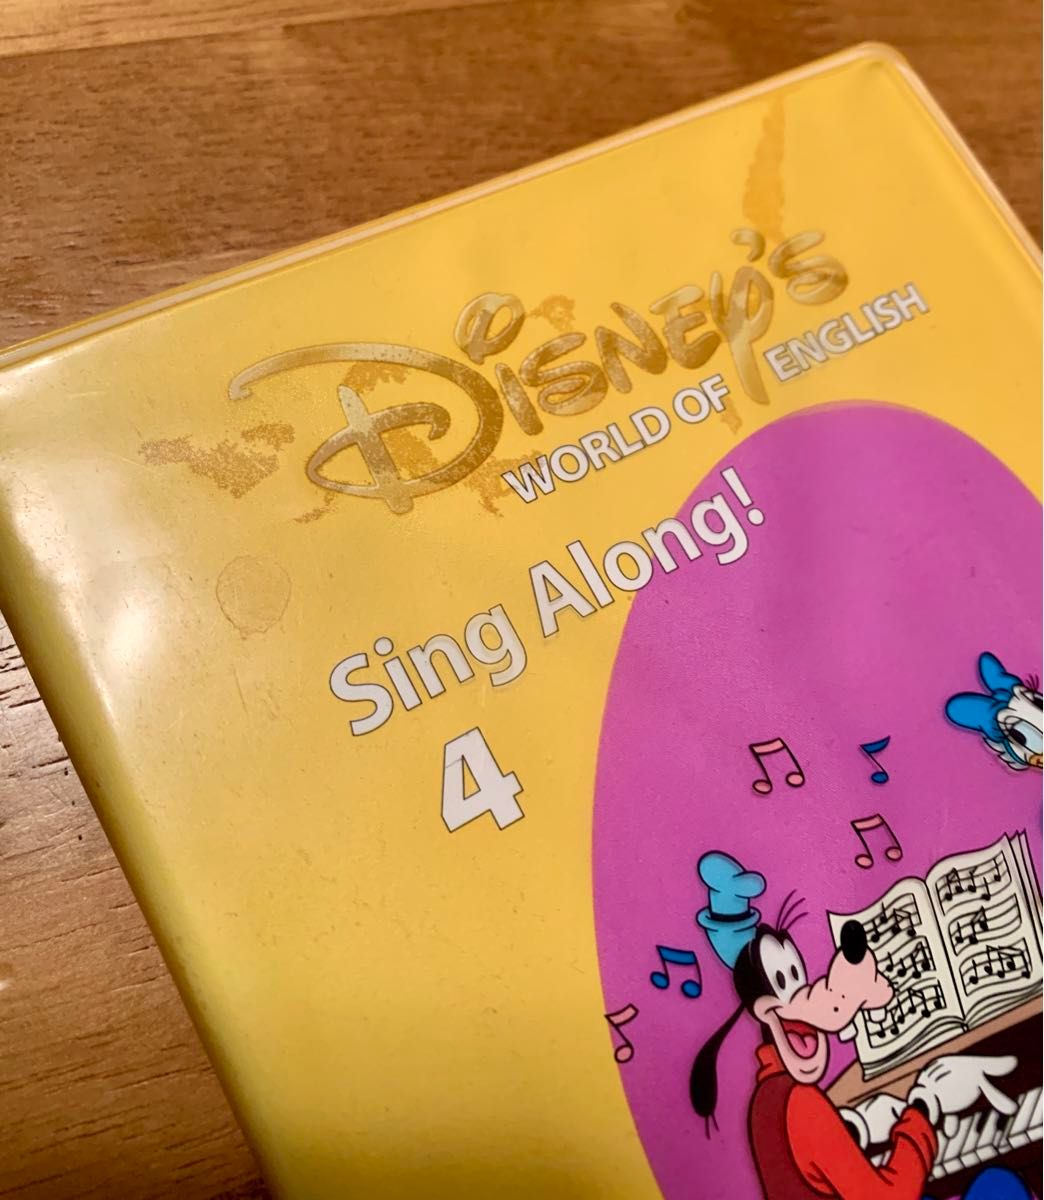 Disney's
WORLD OF ENGLISH
Sing Along!
4